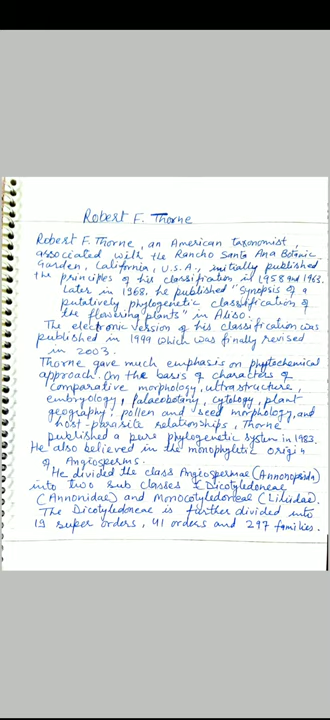 Robert F. Thorne
Robert F. Thorne, an American taxonomist,
associated with the Rancho Santa Ana Botanic
Garden, California, U.S.A., initially published
the principles of his classification in 1958 and 1963.
Later in 1968. he published "Synopsis of a
putatively phylogenetic classification of
the flowering plants" in Aliso.
The electronic version of his classification was
published in 1999 which was finally revised
in 2003.
Thorne gave much emphasis on phytochemical
approach. On the basis of characters of
comparative morphology, ultrastructure,
embryology, Palaeobotany, cytology, plant
geography, pollen and seed morphology, and
host-parasite relationships, Thorne
published a pure phylogenetic system in 1983.
He also believed in the monophyletic origin
of Angiosperms.
He divided the class Angiospermae (Annonopsida)
into two sub classes Dicotyledoneae
(Annonidae) and Monocotyledoneae (Liliidae).
The Dicotyledoneae is further divided into
19 super orders, 41 orders and 297 families.